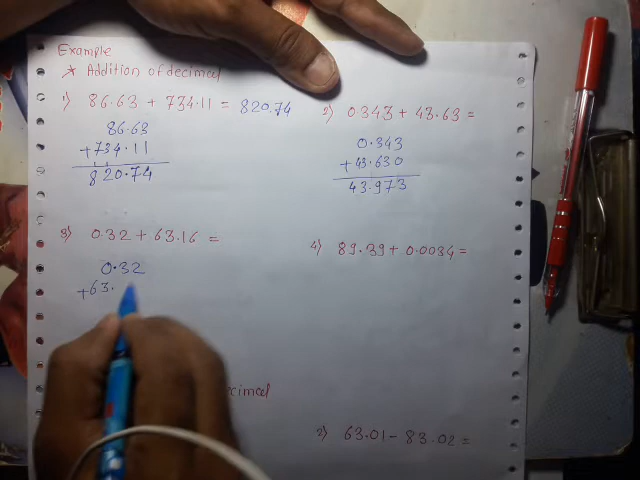 Example
* Addition of decimal
1) 86.63 + 734.11 = 820.74
86.63
+734.11
820.74
2) 0.343 + 43.63 =
0.343
+43.630
43.973
3) 0.32 + 63.16 =
0.32
+63.
4) 89.39 + 0.0034 =
ecimal
2) 63.01 - 83.02 =